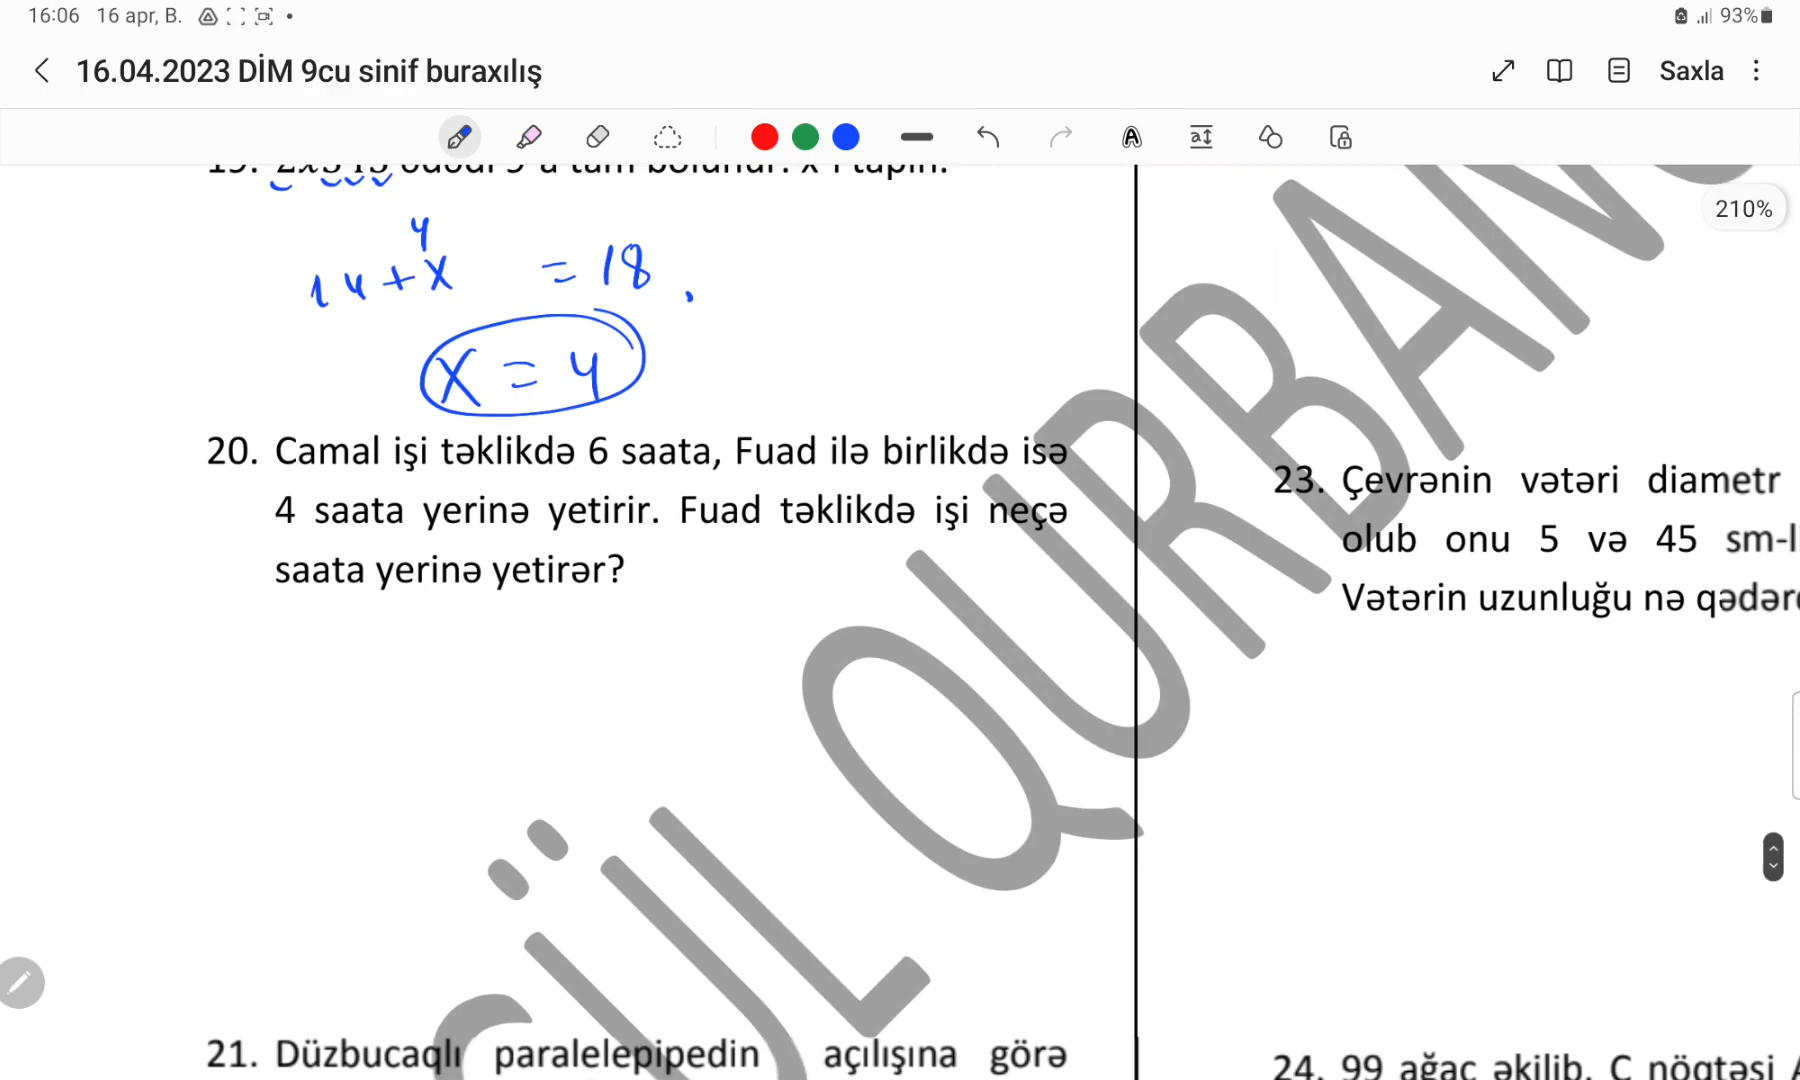 16:06 16 apr, B.
93%
16.04.2023 DİM 9cu sinif buraxılış
Saxla
210%
14+x = 18
4
x = 4
20. Camal işi təklikdə 6 saata, Fuad ilə birlikdə isə
4 saata yerinə yetirir. Fuad təklikdə işi neçə
saata yerinə yetirər?
21. Düzbucaqlı paralelepipedin açılışına görə
23. Çevrənin vətəri diametr
olub onu 5 və 45
Vətərin uzunluğu nə
24. 99 ağac əkilib. C nöqtəsi
QURBAN